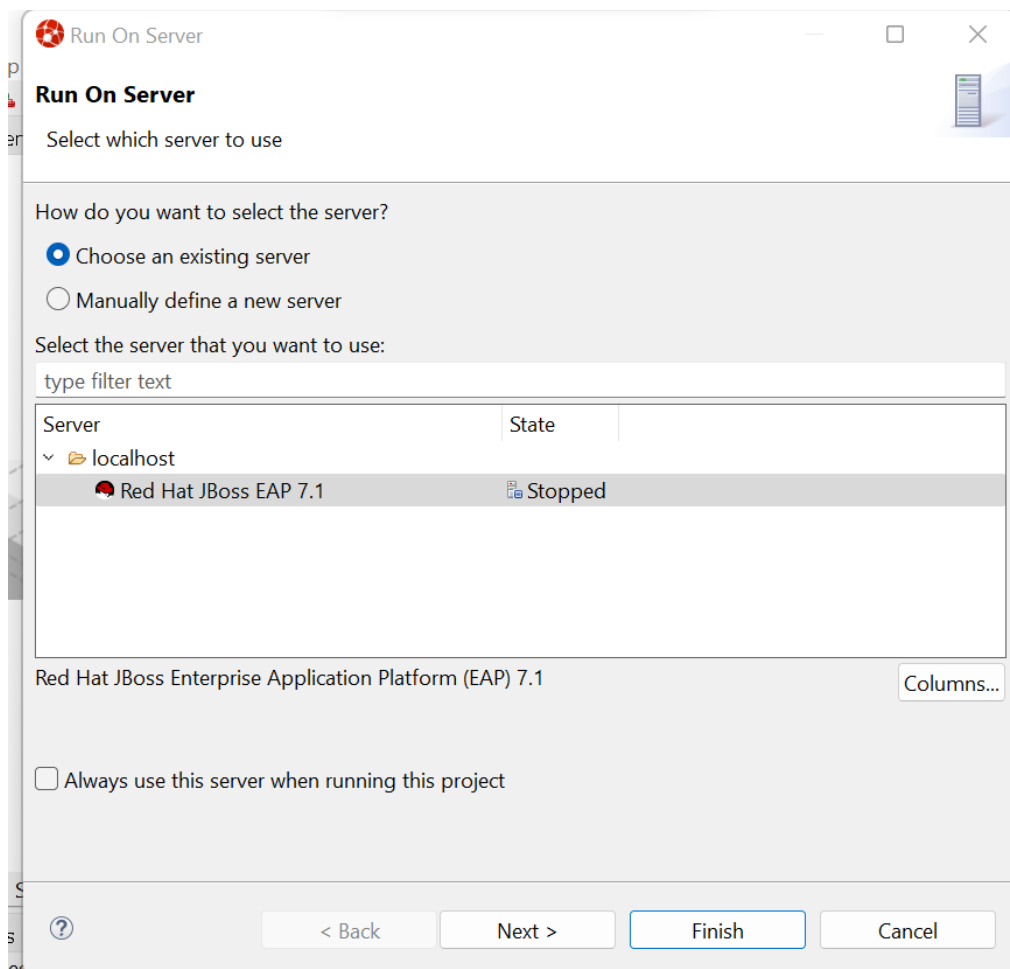 Run On Server
Run On Server
Select which server to use
How do you want to select the server?
Choose an existing server
Manually define a new server
Select the server that you want to use:
type filter text
Server State
localhost
Red Hat JBoss EAP 7.1 Stopped
Red Hat JBoss Enterprise Application Platform (EAP) 7.1
Columns...
Always use this server when running this project
< Back Next > Finish Cancel